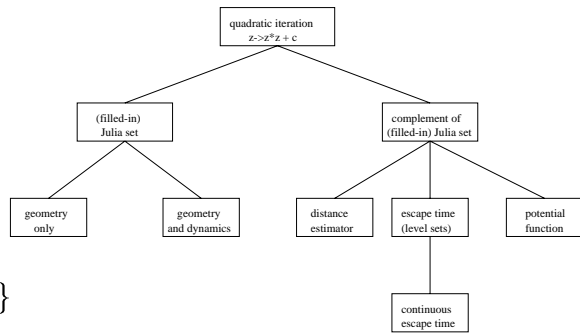 quadratic iteration
z->z*z + c
(filled-in)
Julia set
complement of
(filled-in) Julia set
geometry
only
geometry
and dynamics
distance
estimator
escape time
(level sets)
potential
function
}
continuous
escape time